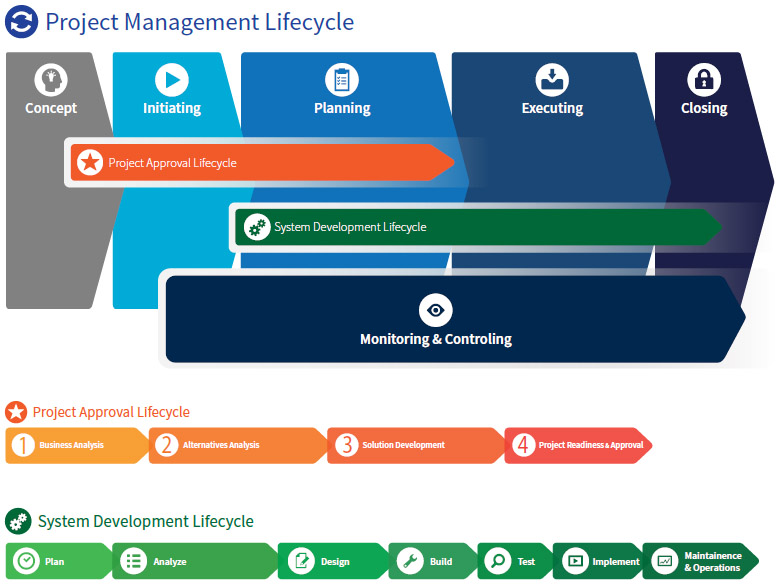 Project Management Lifecycle
Concept
Initiating
Planning
Executing
Closing
Project Approval Lifecycle
System Development Lifecycle
Monitoring & Controling
Project Approval Lifecycle
1 Business Analysis
2 Alternatives Analysis
3 Solution Development
4 Project Readiness & Approval
System Development Lifecycle
Plan
Analyze
Design
Build
Test
Implement
Maintainence
& Operations